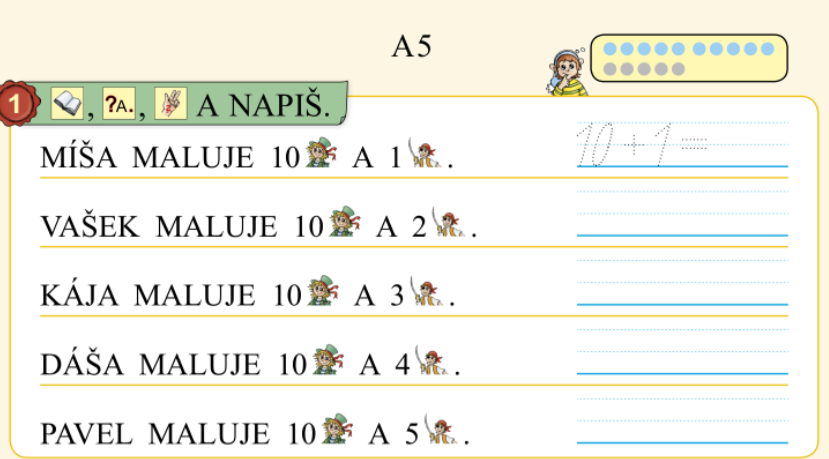 A5
1 , ?A., A NAPIŠ.
MÍŠA MALUJE 10 A 1 . 10 + 1 =
VAŠEK MALUJE 10 A 2 .
KÁJA MALUJE 10 A 3 .
DÁŠA MALUJE 10 A 4 .
PAVEL MALUJE 10 A 5 .